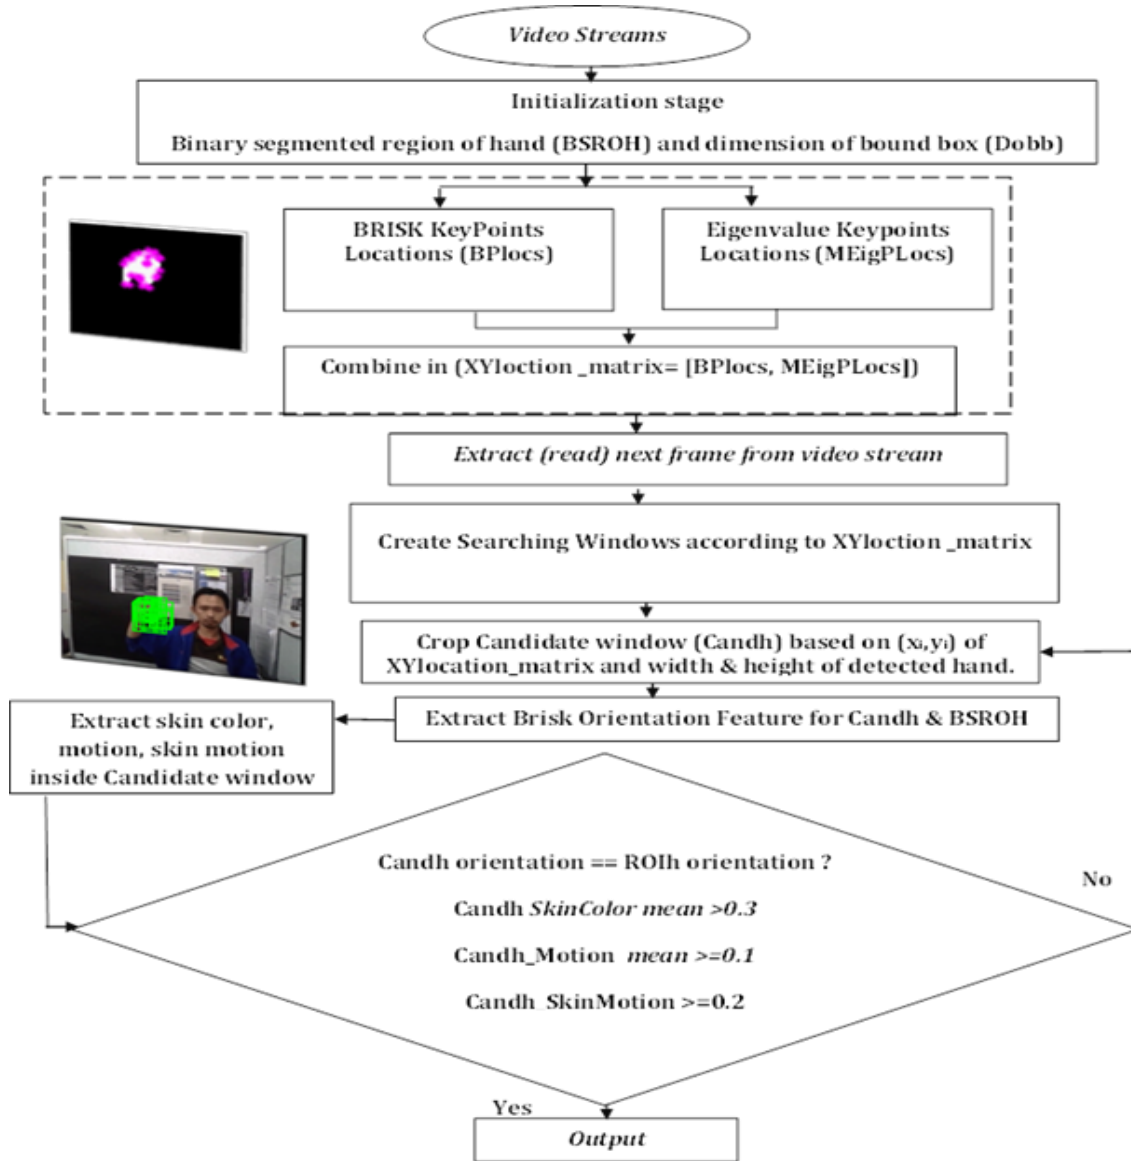 Video Streams
Initialization stage
Binary segmented region of hand (BSROH) and dimension of bound box (Dobb)
BRISK KeyPoints
Locations (BPlocs)
Eigenvalue Keypoints
Locations (MEigPLocs)
Combine in (XYloction _matrix= [BPlocs, MEigPLocs])
Extract (read) next frame from video stream
Create Searching Windows according to XYloction _matrix
Crop Candidate window (Candh) based on (xᵢ,yᵢ) of
XYlocation_matrix and width & height of detected hand.
Extract Brisk Orientation Feature for Candh & BSROH
Extract skin color,
motion, skin motion
inside Candidate window
Candh orientation == ROIh orientation ?
Candh SkinColor mean >0.3
Candh_Motion mean >=0.1
Candh_SkinMotion >=0.2
No
Yes
Output